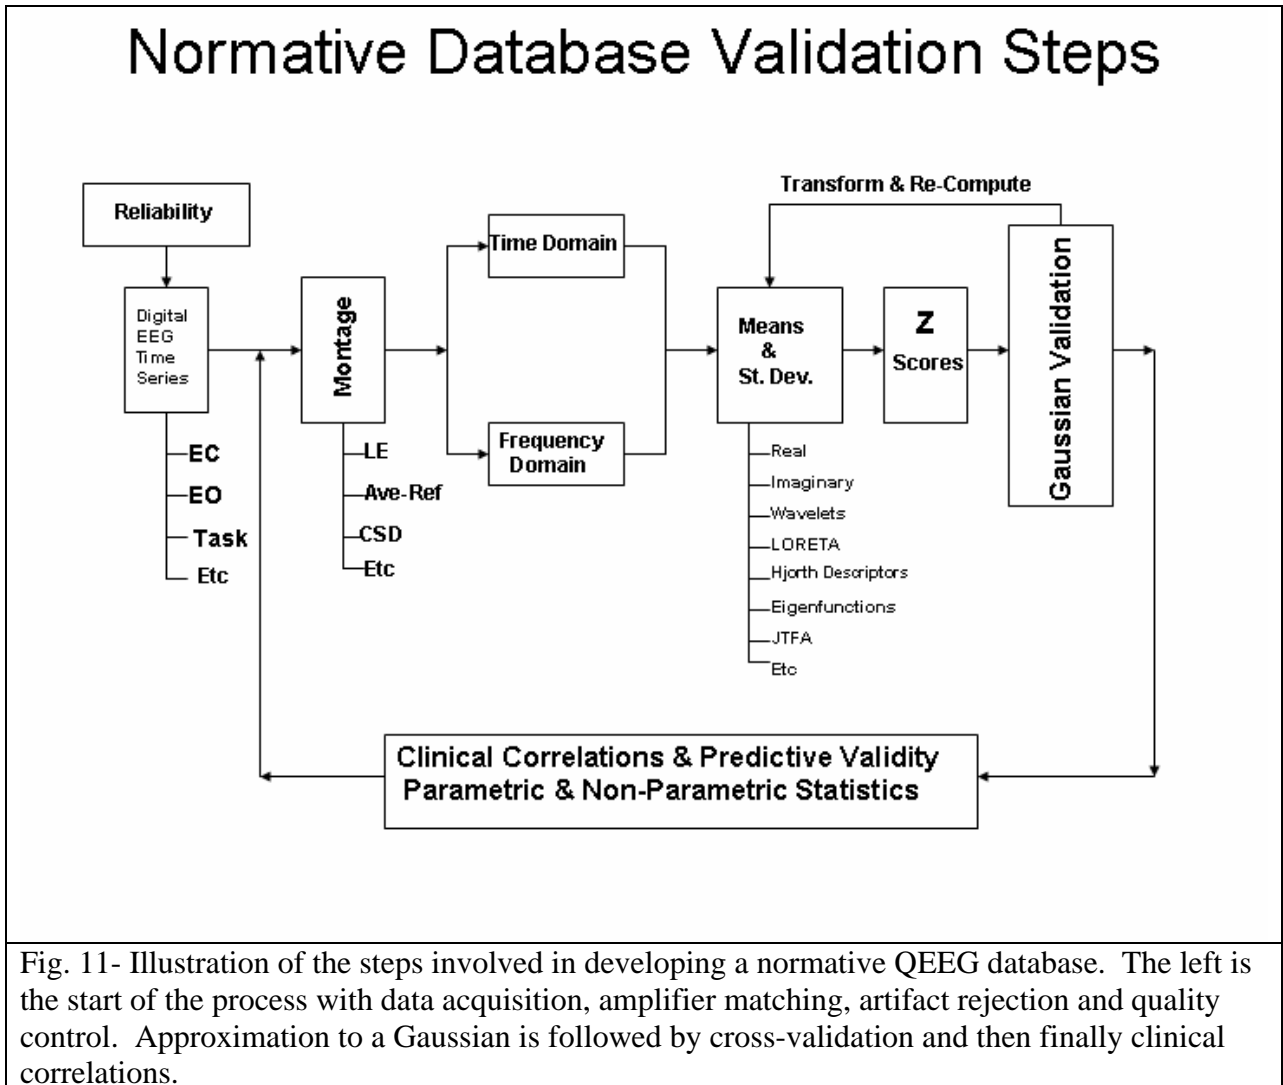 Normative Database Validation Steps
Transform & Re-Compute
Reliability
Digital
EEG
Time
Series
EC
EO
Task
Etc
Montage
LE
Ave-Ref
CSD
Etc
Time Domain
Frequency
Domain
Means
&
St. Dev.
Real
Imaginary
Wavelets
LORETA
Hjorth Descriptors
Eigenfunctions
JTFA
Etc
Z
Scores
Gaussian Validation
Clinical Correlations & Predictive Validity
Parametric & Non-Parametric Statistics
Fig. 11- Illustration of the steps involved in developing a normative QEEG database. The left is
the start of the process with data acquisition, amplifier matching, artifact rejection and quality
control. Approximation to a Gaussian is followed by cross-validation and then finally clinical
correlations.